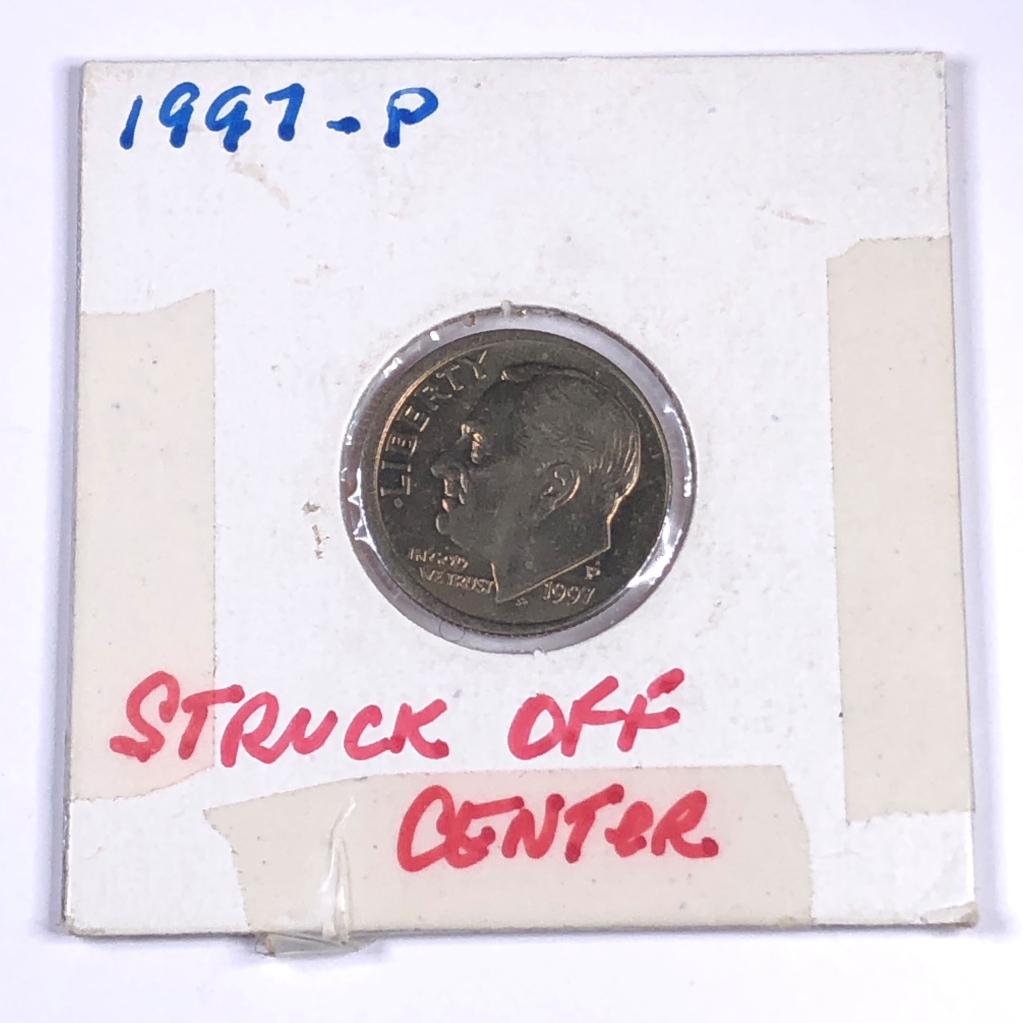 1997-P
LIBERTY
IN GOD
WE TRUST
P
1997
STRUCK OFF
CENTER